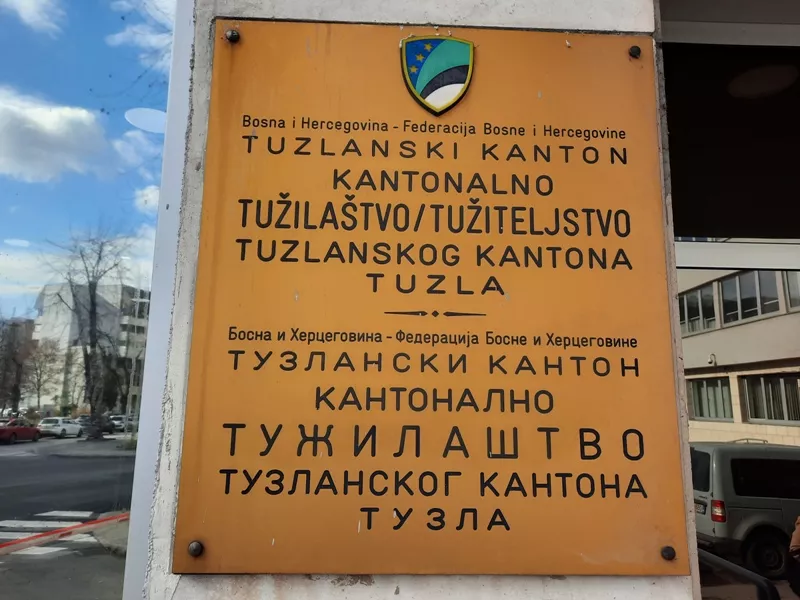 Bosna i Hercegovina - Federacija Bosne i Hercegovine
TUZLANSKI KANTON
KANTONALNO
TUŽILAŠTVO/TUŽITELJSTVO
TUZLANSKOG KANTONA
TUZLA
Босна и Херцеговина - Федерација Босне и Херцеговине
ТУЗЛАНСКИ КАНТОН
КАНТОНАЛНО
ТУЖИЛАШТВО
ТУЗЛАНСКОГ КАНТОНА
ТУЗЛА